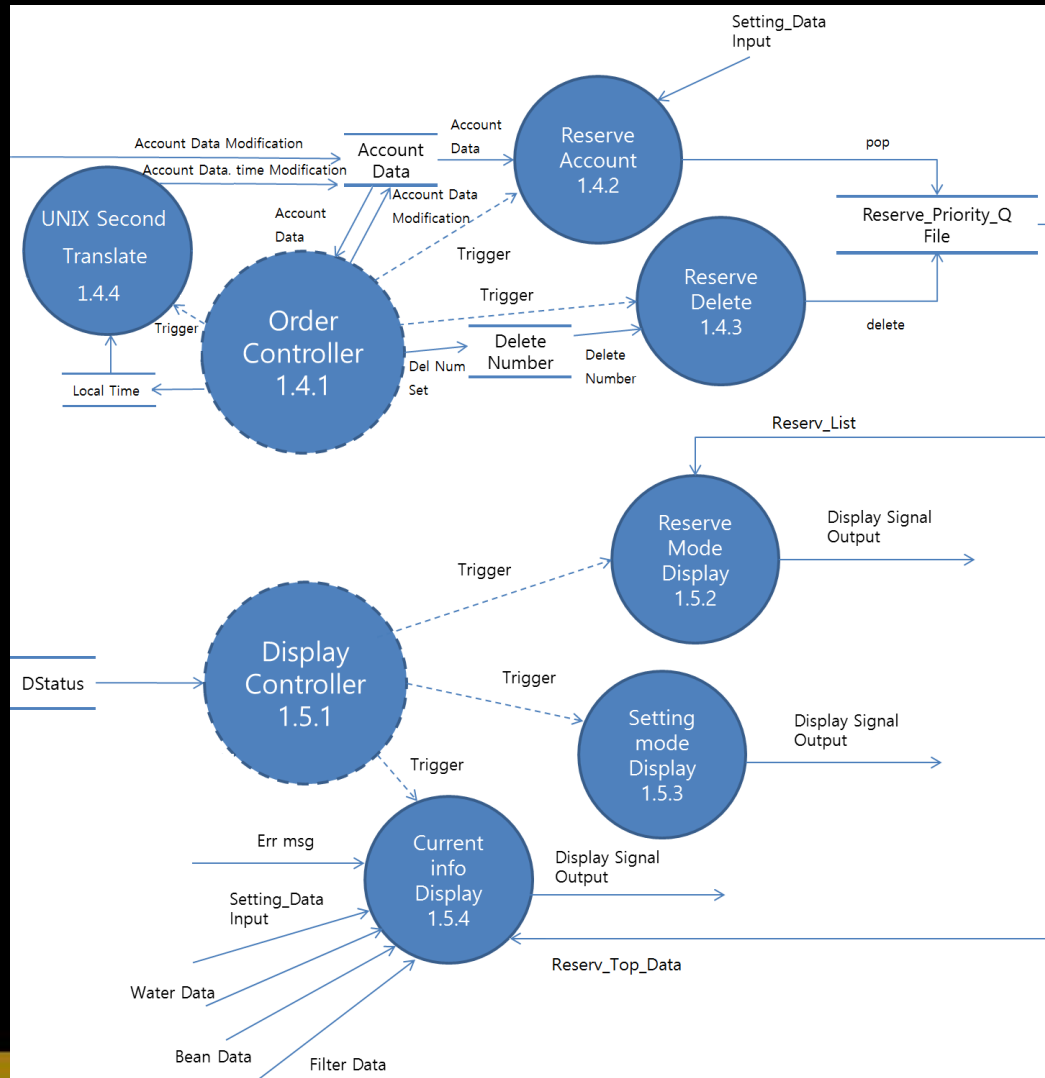 Setting_Data
Input
Reserve
Account
1.4.2
Account Data Modification
Account
Data
Account
Data
pop
Account Data. time Modification
Account Data
Modification
UNIX Second
Translate
1.4.4
Account
Data
Reserve_Priority_Q
File
Trigger
Reserve
Delete
1.4.3
Trigger
Trigger
Order
Controller
1.4.1
Delete
Number
delete
Del Num
Set
Delete
Number
Local Time
Reserv_List
Reserve
Mode
Display
1.5.2
Display Signal
Output
Trigger
Display
Controller
1.5.1
DStatus
Trigger
Setting
mode
Display
1.5.3
Display Signal
Output
Trigger
Err msg
Current
info
Display
1.5.4
Display Signal
Output
Setting_Data
Input
Reserv_Top_Data
Water Data
Bean Data
Filter Data